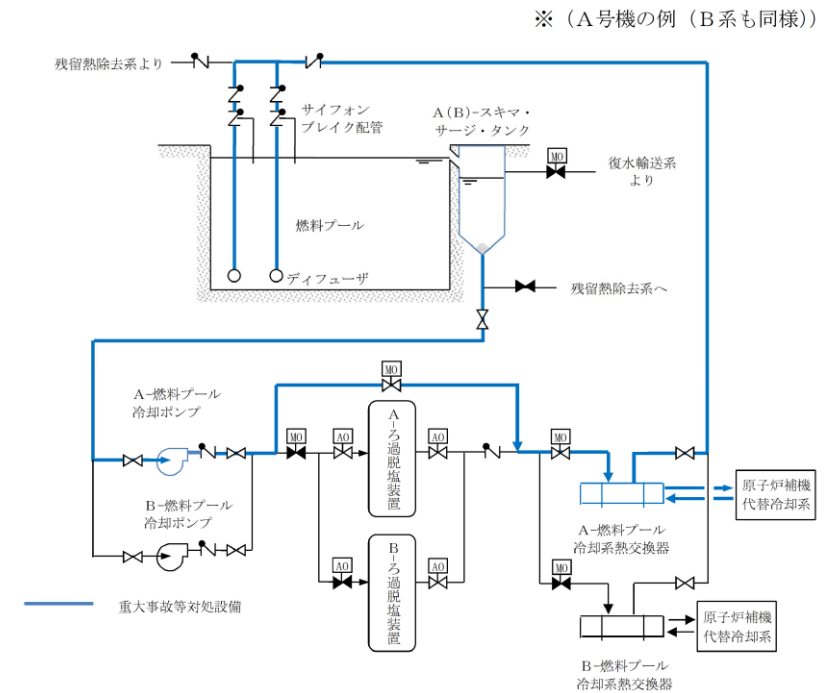 ※（A号機の例（B系も同様））
残留熱除去系より
サイフォン
ブレイク配管
A(B)-スキマ・
サージ・タンク
MO
復水輸送系
より
燃料プール
ディフューザ
残留熱除去系へ
MO
A-燃料プール
冷却ポンプ
MO
AO
A-ろ過脱塩装置
AO
MO
原子炉補機
代替冷却系
B-燃料プール
冷却ポンプ
A-燃料プール
冷却系熱交換器
AO
B-ろ過脱塩装置
AO
MO
重大事故等対処設備
原子炉補機
代替冷却系
B-燃料プール
冷却系熱交換器